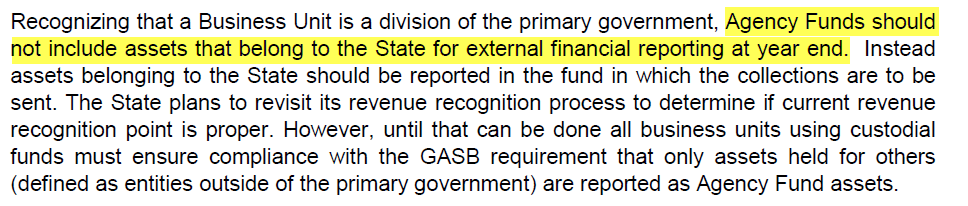 Recognizing that a Business Unit is a division of the primary government, Agency Funds should
not include assets that belong to the State for external financial reporting at year end. Instead
assets belonging to the State should be reported in the fund in which the collections are to be
sent. The State plans to revisit its revenue recognition process to determine if current revenue
recognition point is proper. However, until that can be done all business units using custodial
funds must ensure compliance with the GASB requirement that only assets held for others
(defined as entities outside of the primary government) are reported as Agency Fund assets.